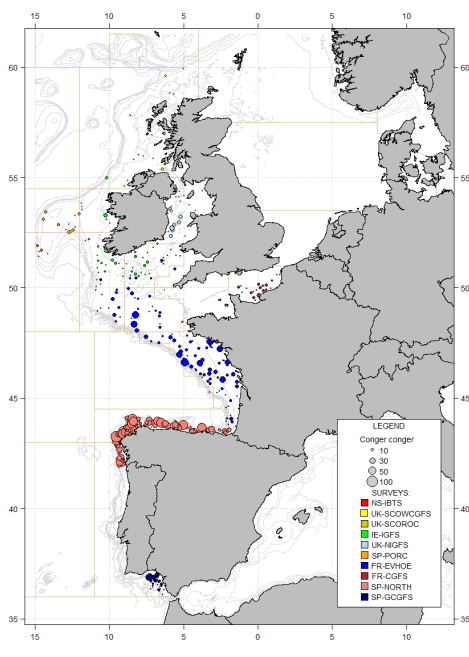 15 10 5 0 5 10
60 60
55 55
50 50
45 45
40 40
35 35
LEGEND
Conger conger
10
30
50
100
SURVEYS:
NS-IBTS
UK-SCOWCGFS
UK-SCOROC
IE-IGFS
UK-NIGFS
SP-PORC
FR-EVHOE
FR-CGFS
SP-NORTH
SP-GCGFS
15 10 5 0 5 10